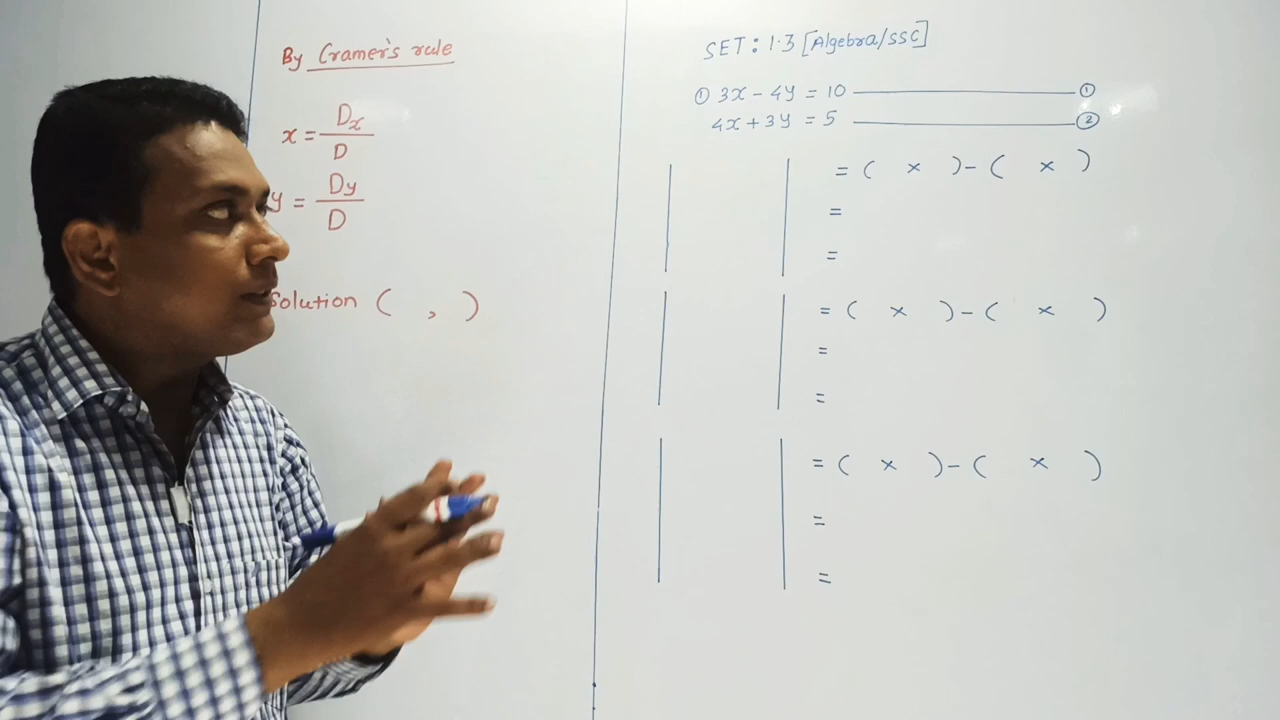 By Cramer's rule
x = Dx / D
y = Dy / D
Solution ( , )
SET: 1.3 [Algebra/SSC]
① 3x - 4y = 10 ——— ①
4x + 3y = 5 ——— ②
| | = ( × ) - ( × )
=
=
| | = ( × ) - ( × )
=
=
| | = ( × ) - ( × )
=
=